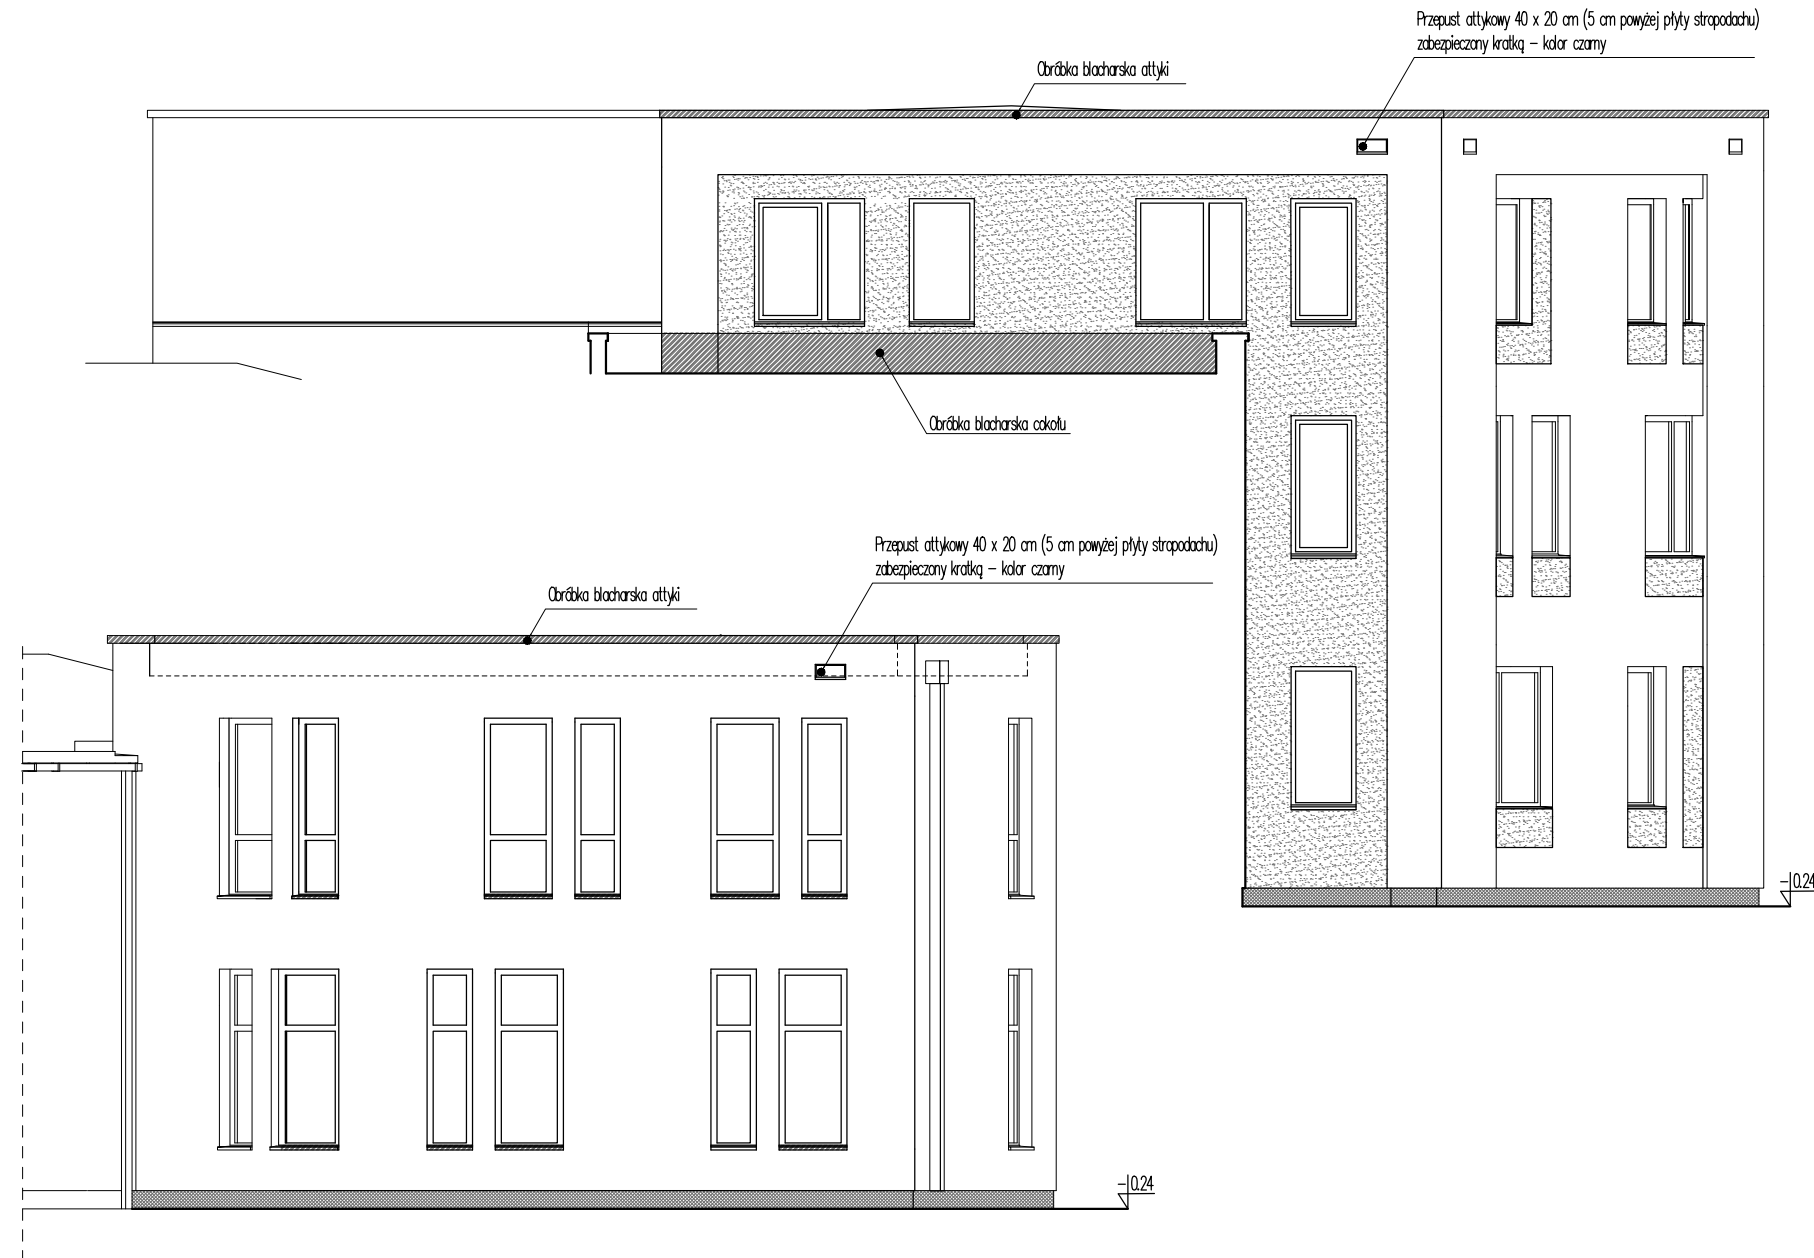 Przepust attykowy 40 x 20 cm (5 cm powyżej płyty stropodachu)
zabezpieczony kratką – kolor czarny
Obróbka blacharska attyki
Obróbka blacharska cokołu
Przepust attykowy 40 x 20 cm (5 cm powyżej płyty stropodachu)
zabezpieczony kratką – kolor czarny
Obróbka blacharska attyki
-0.24
-0.24